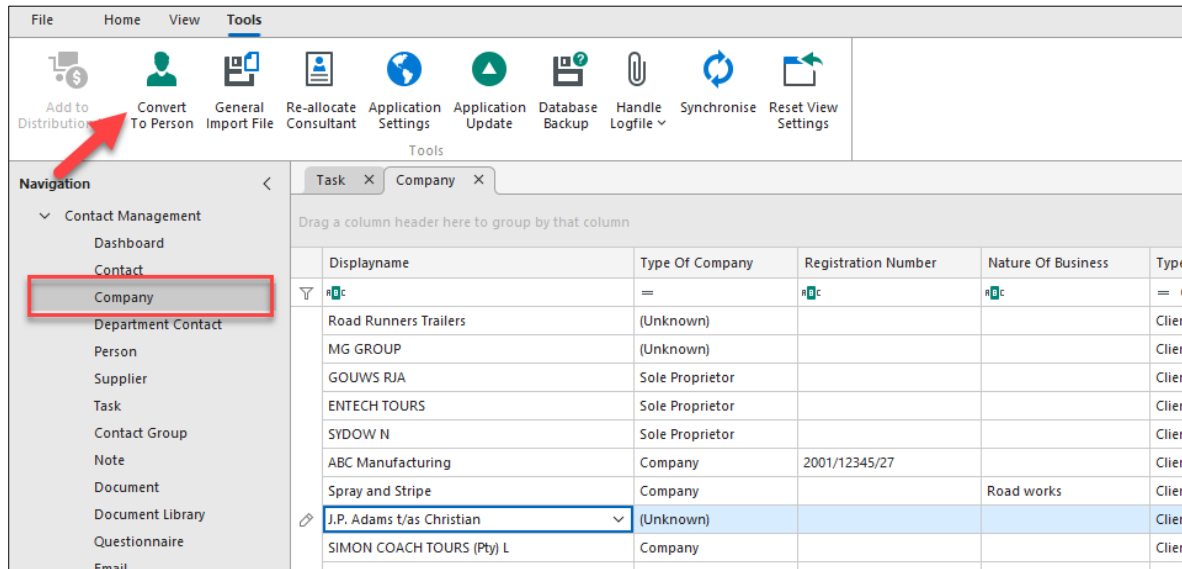 File Home View Tools
Add to Convert General Re-allocate Application Application Database Handle Synchronise Reset View
Distribution To Person Import File Consultant Settings Update Backup Logfile Settings
Tools
Navigation
Task Company
Contact Management
Drag a column header here to group by that column
Dashboard
Contact
Displayname Type Of Company Registration Number Nature Of Business
Company
ABC = ABC ABC =
Department Contact
Road Runners Trailers (Unknown)
Person
MG GROUP (Unknown)
Supplier
GOUWS RJA Sole Proprietor
Task
ENTECH TOURS Sole Proprietor
Contact Group
SYDOW N Sole Proprietor
Note
ABC Manufacturing Company 2001/12345/27
Document
Spray and Stripe Company Road works
Document Library
J.P. Adams t/as Christian (Unknown)
Questionnaire
SIMON COACH TOURS (Pty) L Company
Email